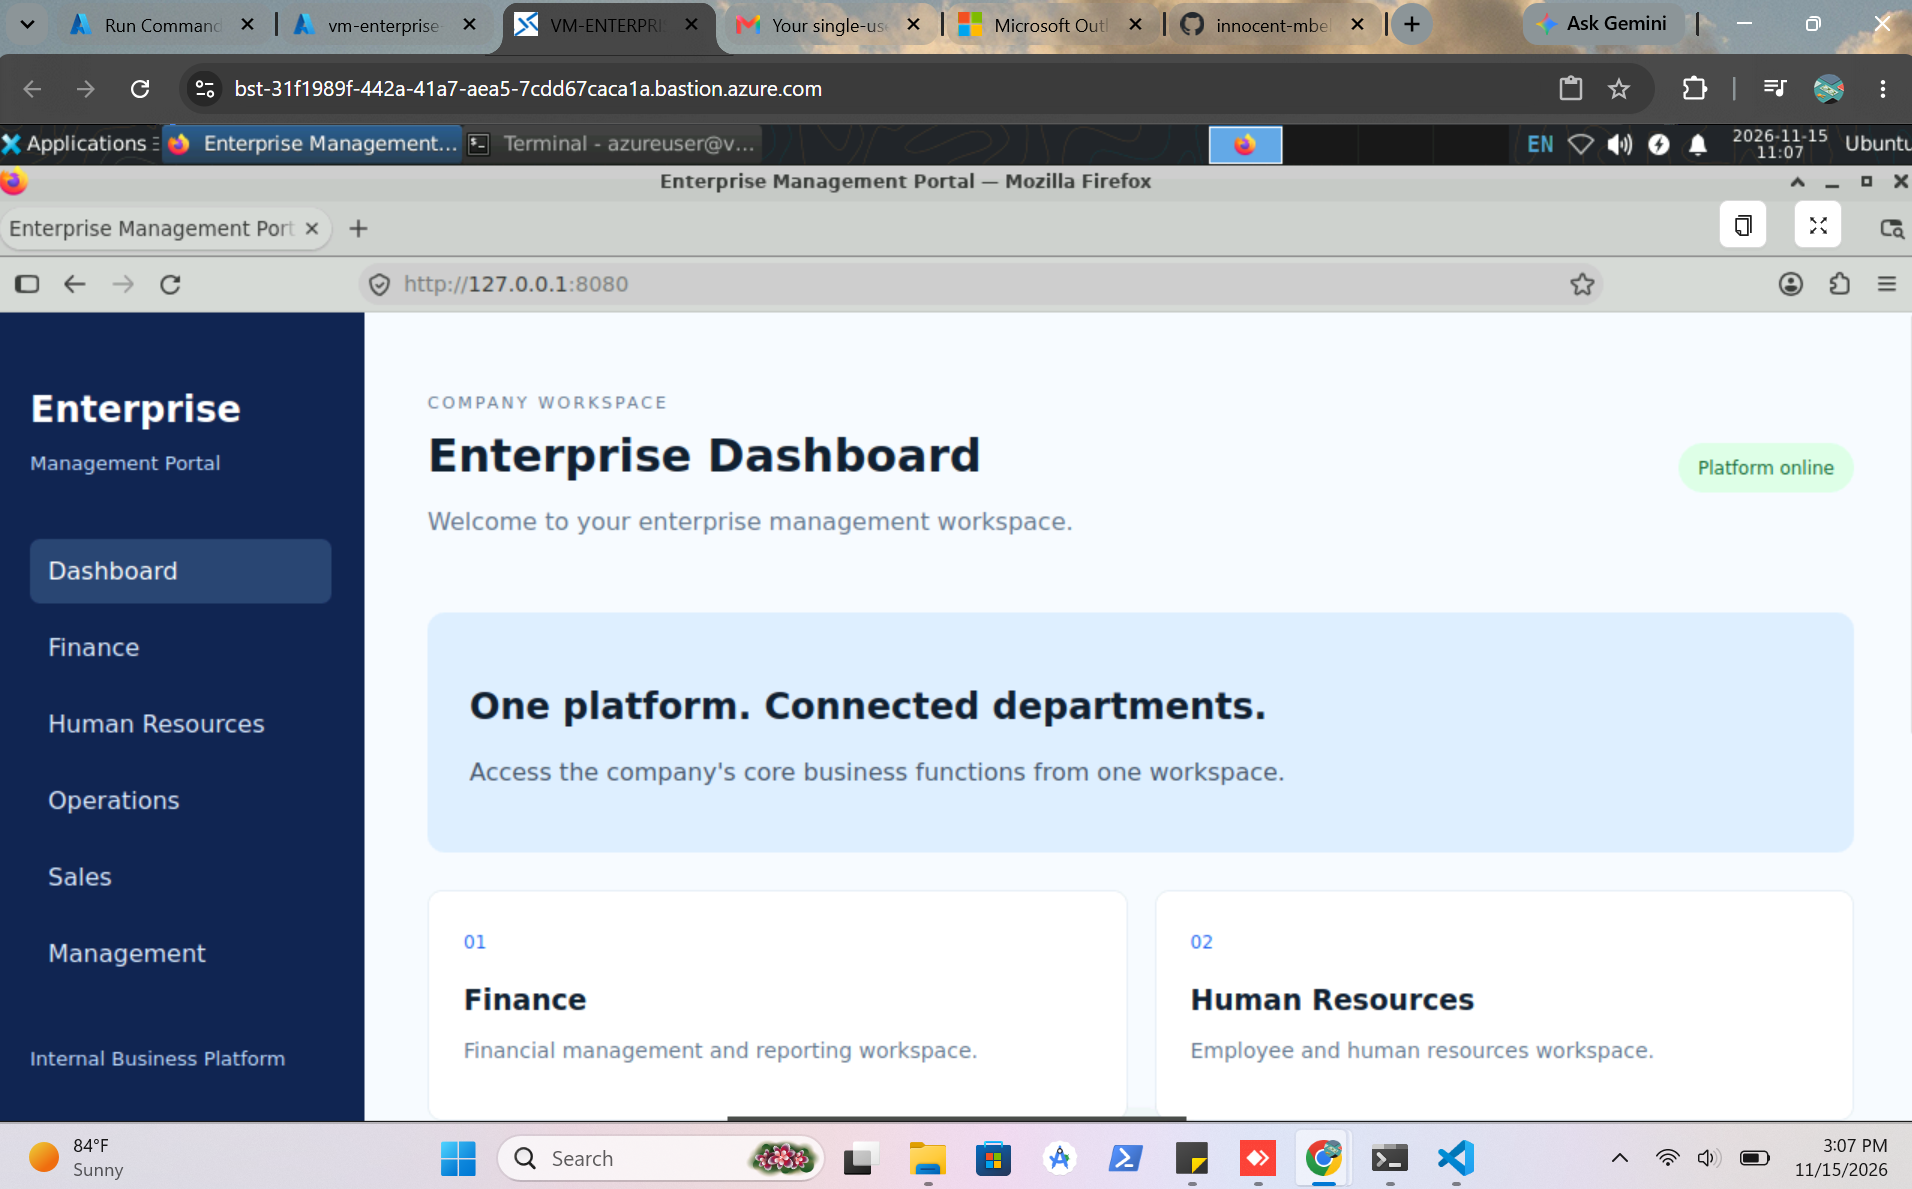 Run Comman
vm-enterprise-
VM-ENTERPRI
Your single-us
Microsoft Outl
innocent-mbel
Ask Gemini
bst-31f1989f-442a-41a7-aea5-7cdd67caca1a.bastion.azure.com
Applications
Enterprise Management...
Terminal - azureuser@v...
EN
2026-11-15
11:07
Ubuntu
Enterprise Management Portal — Mozilla Firefox
Enterprise Management Port
http://127.0.0.1:8080
Enterprise
Management Portal
Dashboard
Finance
Human Resources
Operations
Sales
Management
Internal Business Platform
COMPANY WORKSPACE
Enterprise Dashboard
Welcome to your enterprise management workspace.
Platform online
One platform. Connected departments.
Access the company's core business functions from one workspace.
01
Finance
Financial management and reporting workspace.
02
Human Resources
Employee and human resources workspace.
84°F
Sunny
Search
3:07 PM
11/15/2026